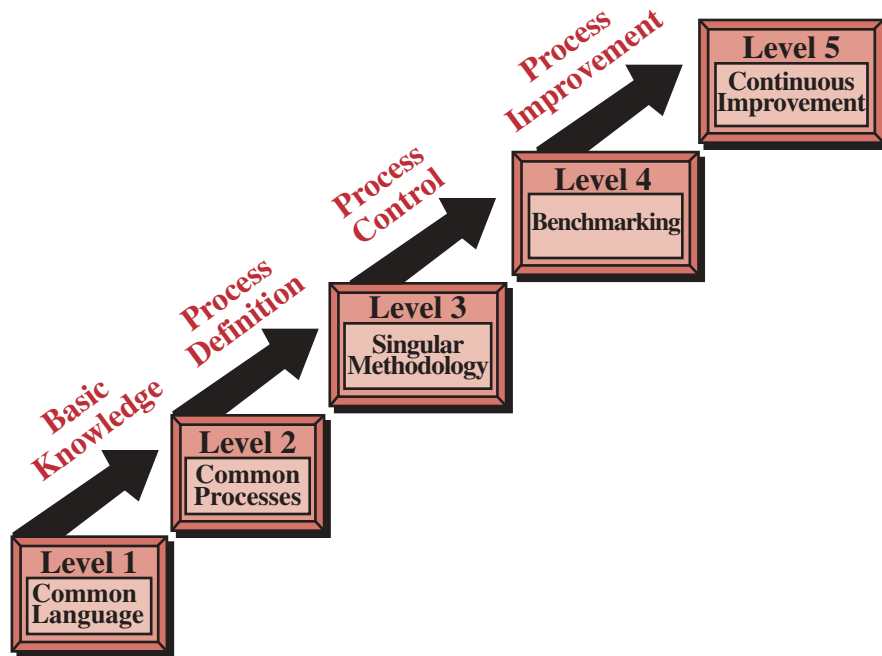 Level 1
Common
Language
Basic
Knowledge
Level 2
Common
Processes
Process
Definition
Level 3
Singular
Methodology
Process
Control
Level 4
Benchmarking
Process
Improvement
Level 5
Continuous
Improvement